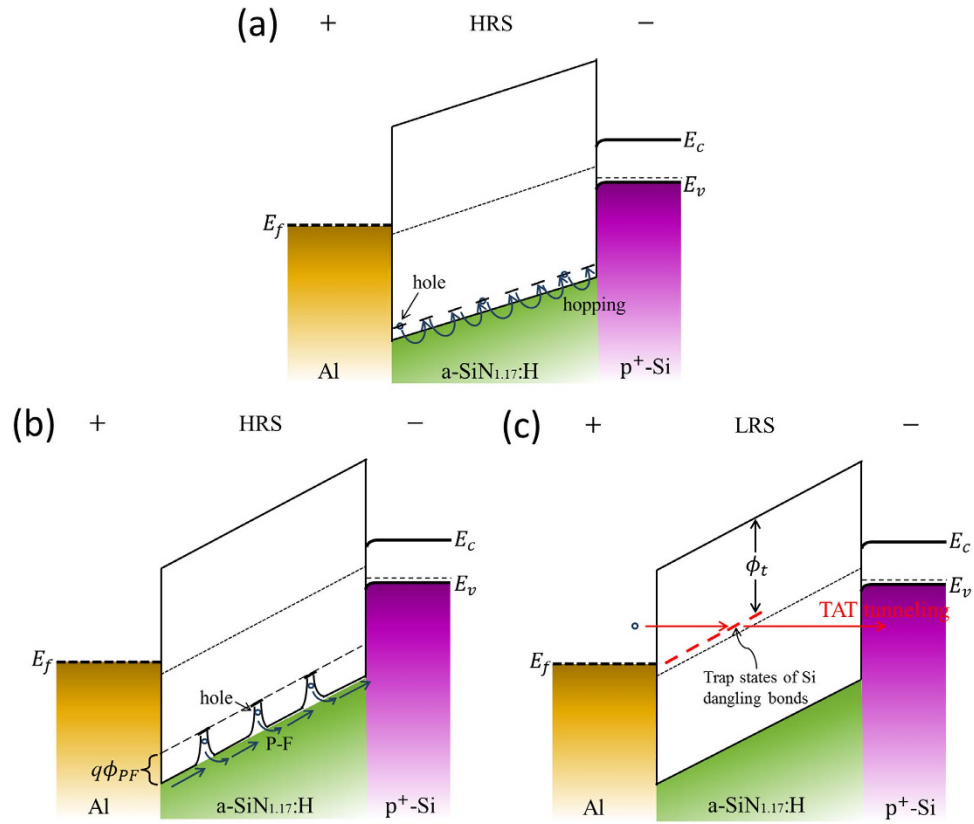 (a)
+ HRS −
E_c
E_v
E_f
hole
hopping
Al a-SiN₁.₁₇:H p⁺-Si
(b)
+ HRS −
E_c
E_v
E_f
hole
P-F
qϕ_PF
Al a-SiN₁.₁₇:H p⁺-Si
(c)
+ LRS −
E_c
ϕ_t
E_v
TAT tunneling
E_f
Trap states of Si
dangling bonds
Al a-SiN₁.₁₇:H p⁺-Si